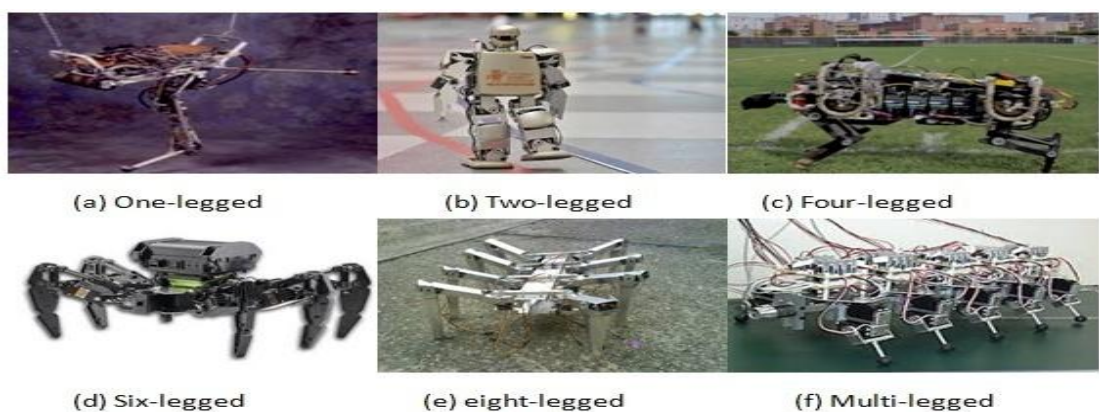 (a) One-legged
(b) Two-legged
(c) Four-legged
(d) Six-legged
(e) eight-legged
(f) Multi-legged